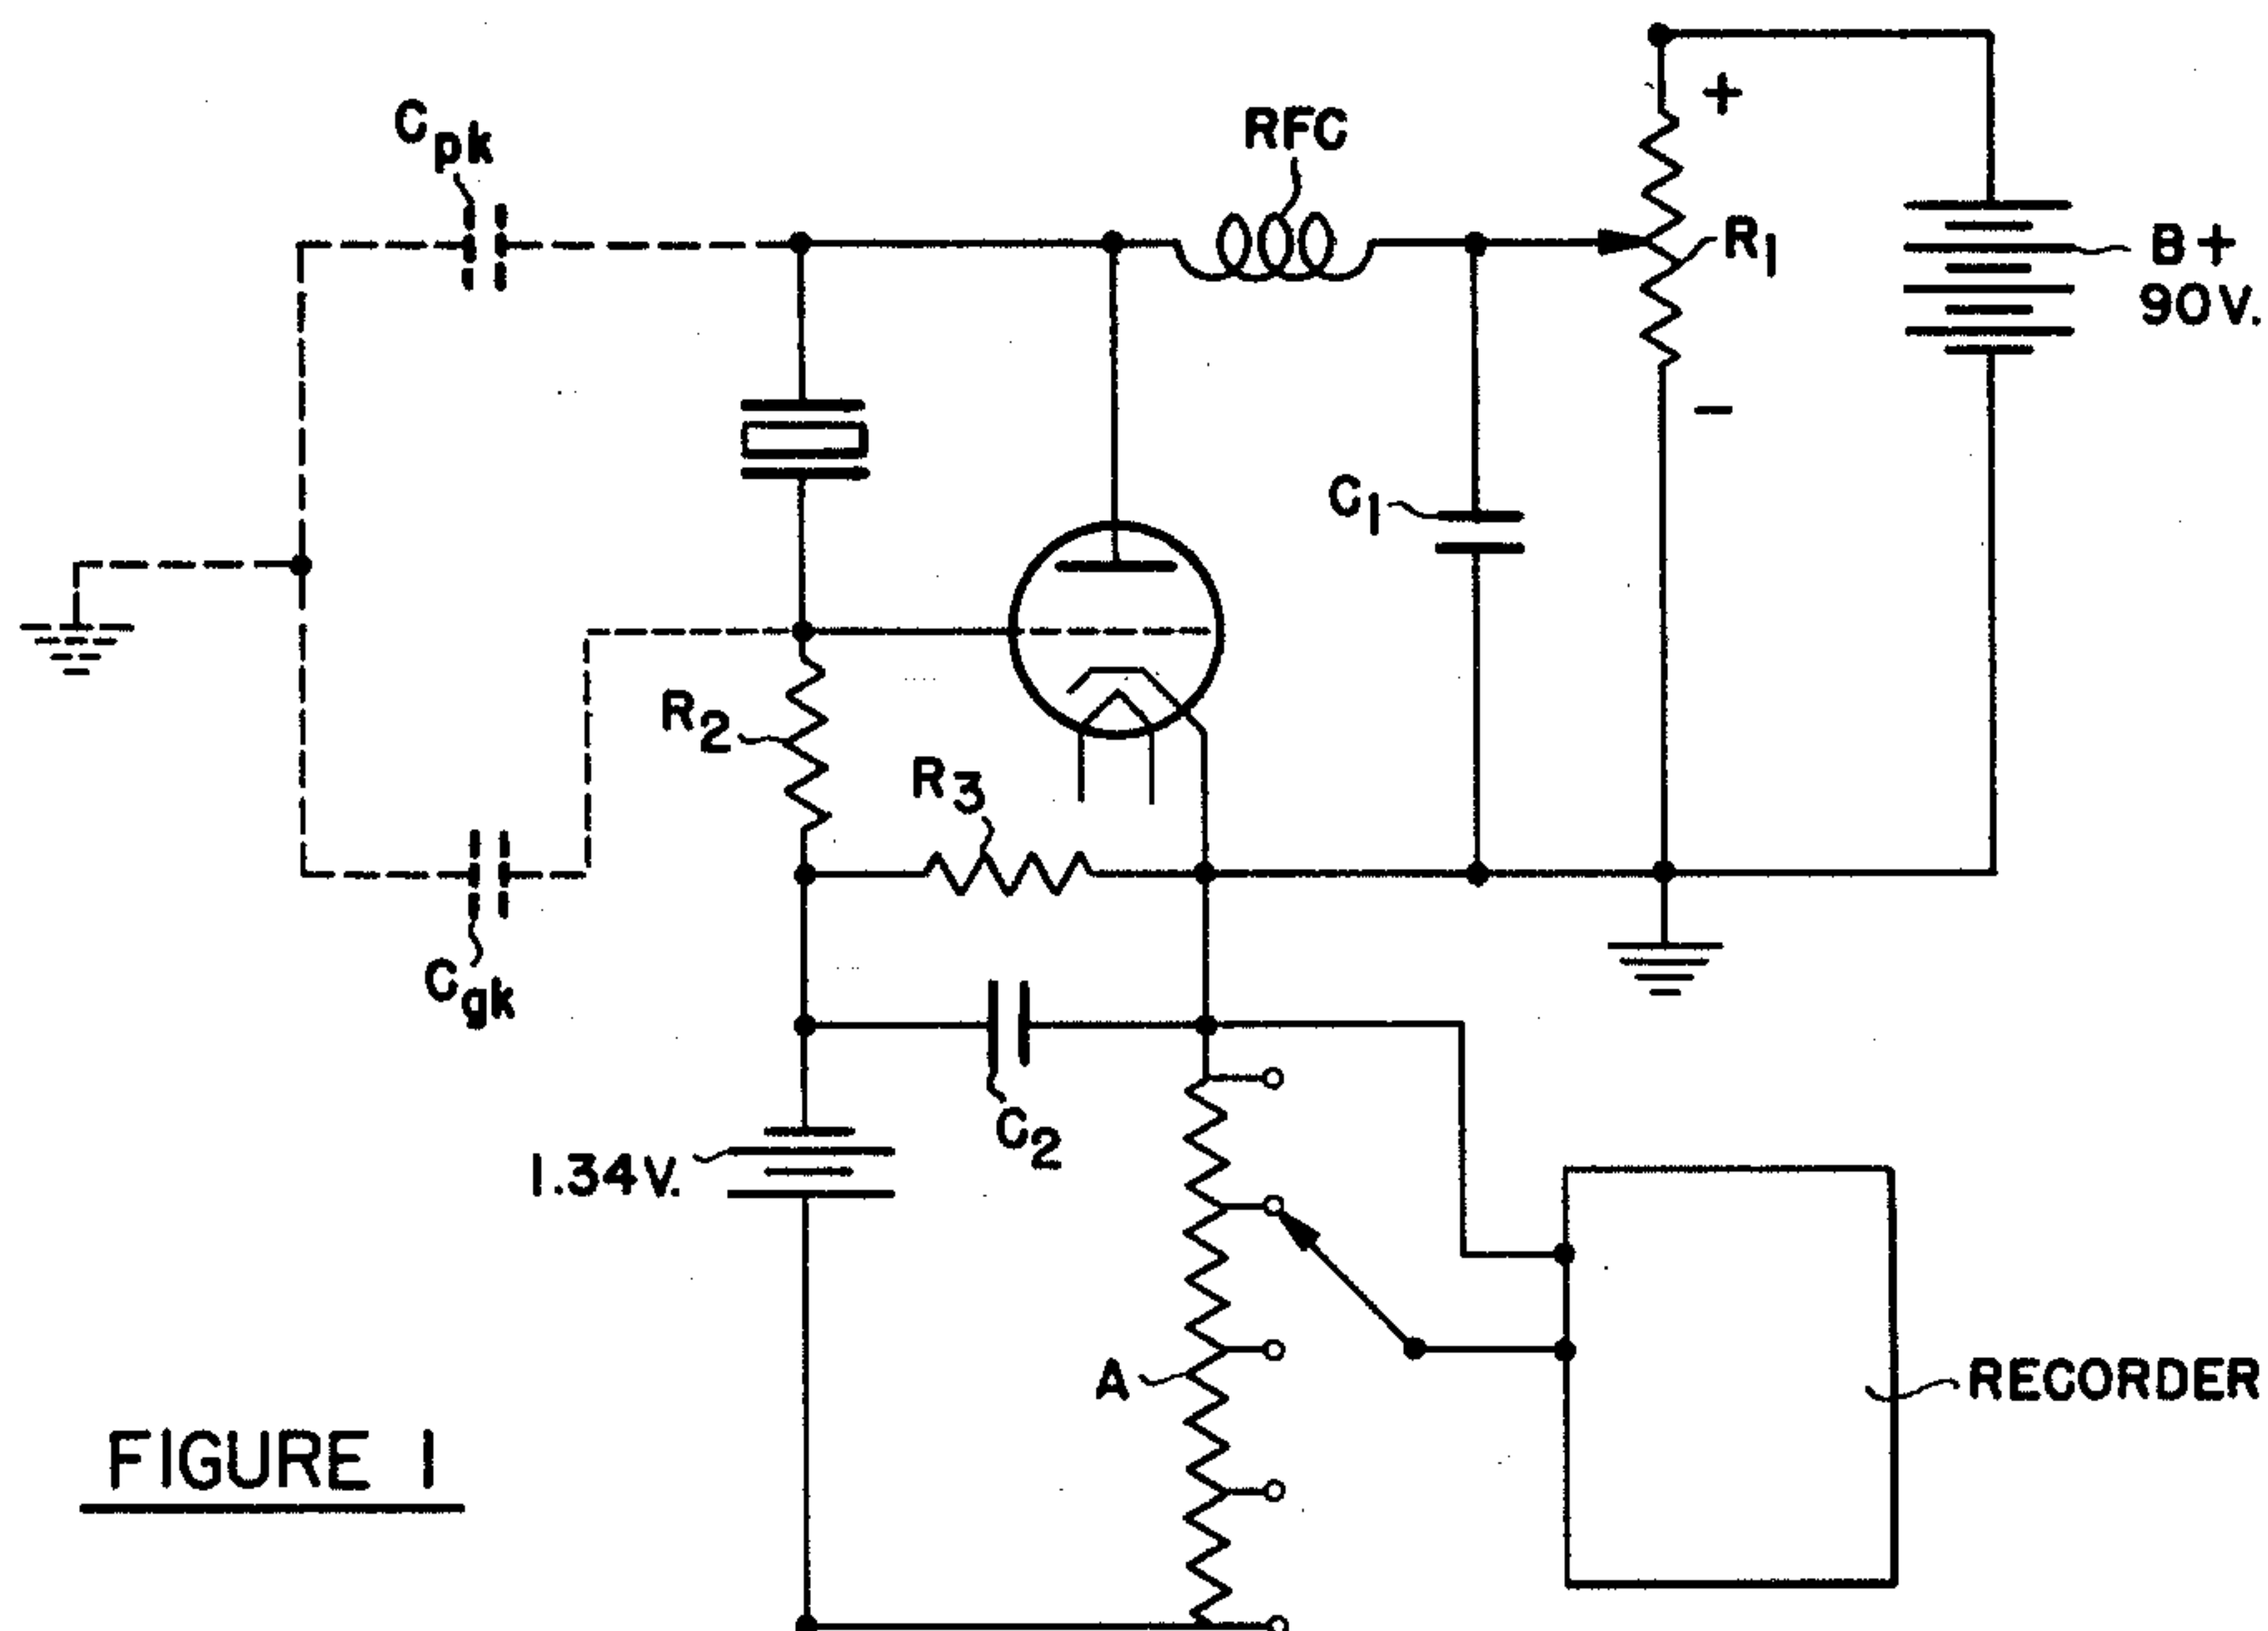 Cpk
RFC
+
R1
B+
90V.
-
C1
R2
R3
Cgk
C2
1.34V.
A
RECORDER
FIGURE 1